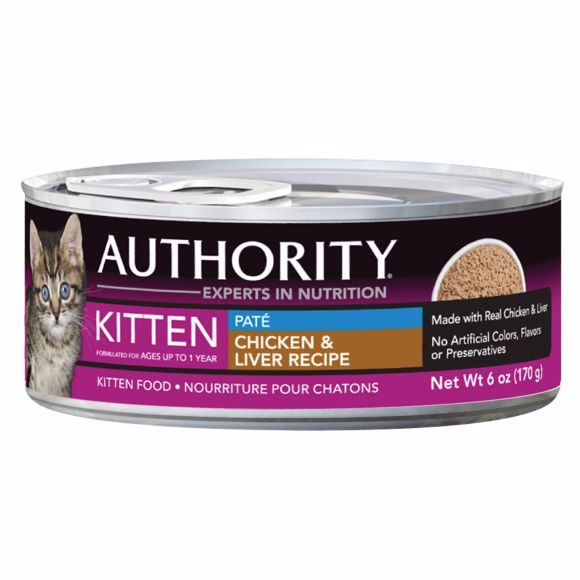 AUTHORITY®
EXPERTS IN NUTRITION
KITTEN
FORMULATED FOR AGES UP TO 1 YEAR
PATÉ
CHICKEN &
LIVER RECIPE
Made with Real Chicken & Liver
No Artificial Colors, Flavors
or Preservatives
KITTEN FOOD • NOURRITURE POUR CHATONS
Net Wt 6 oz (170 g)